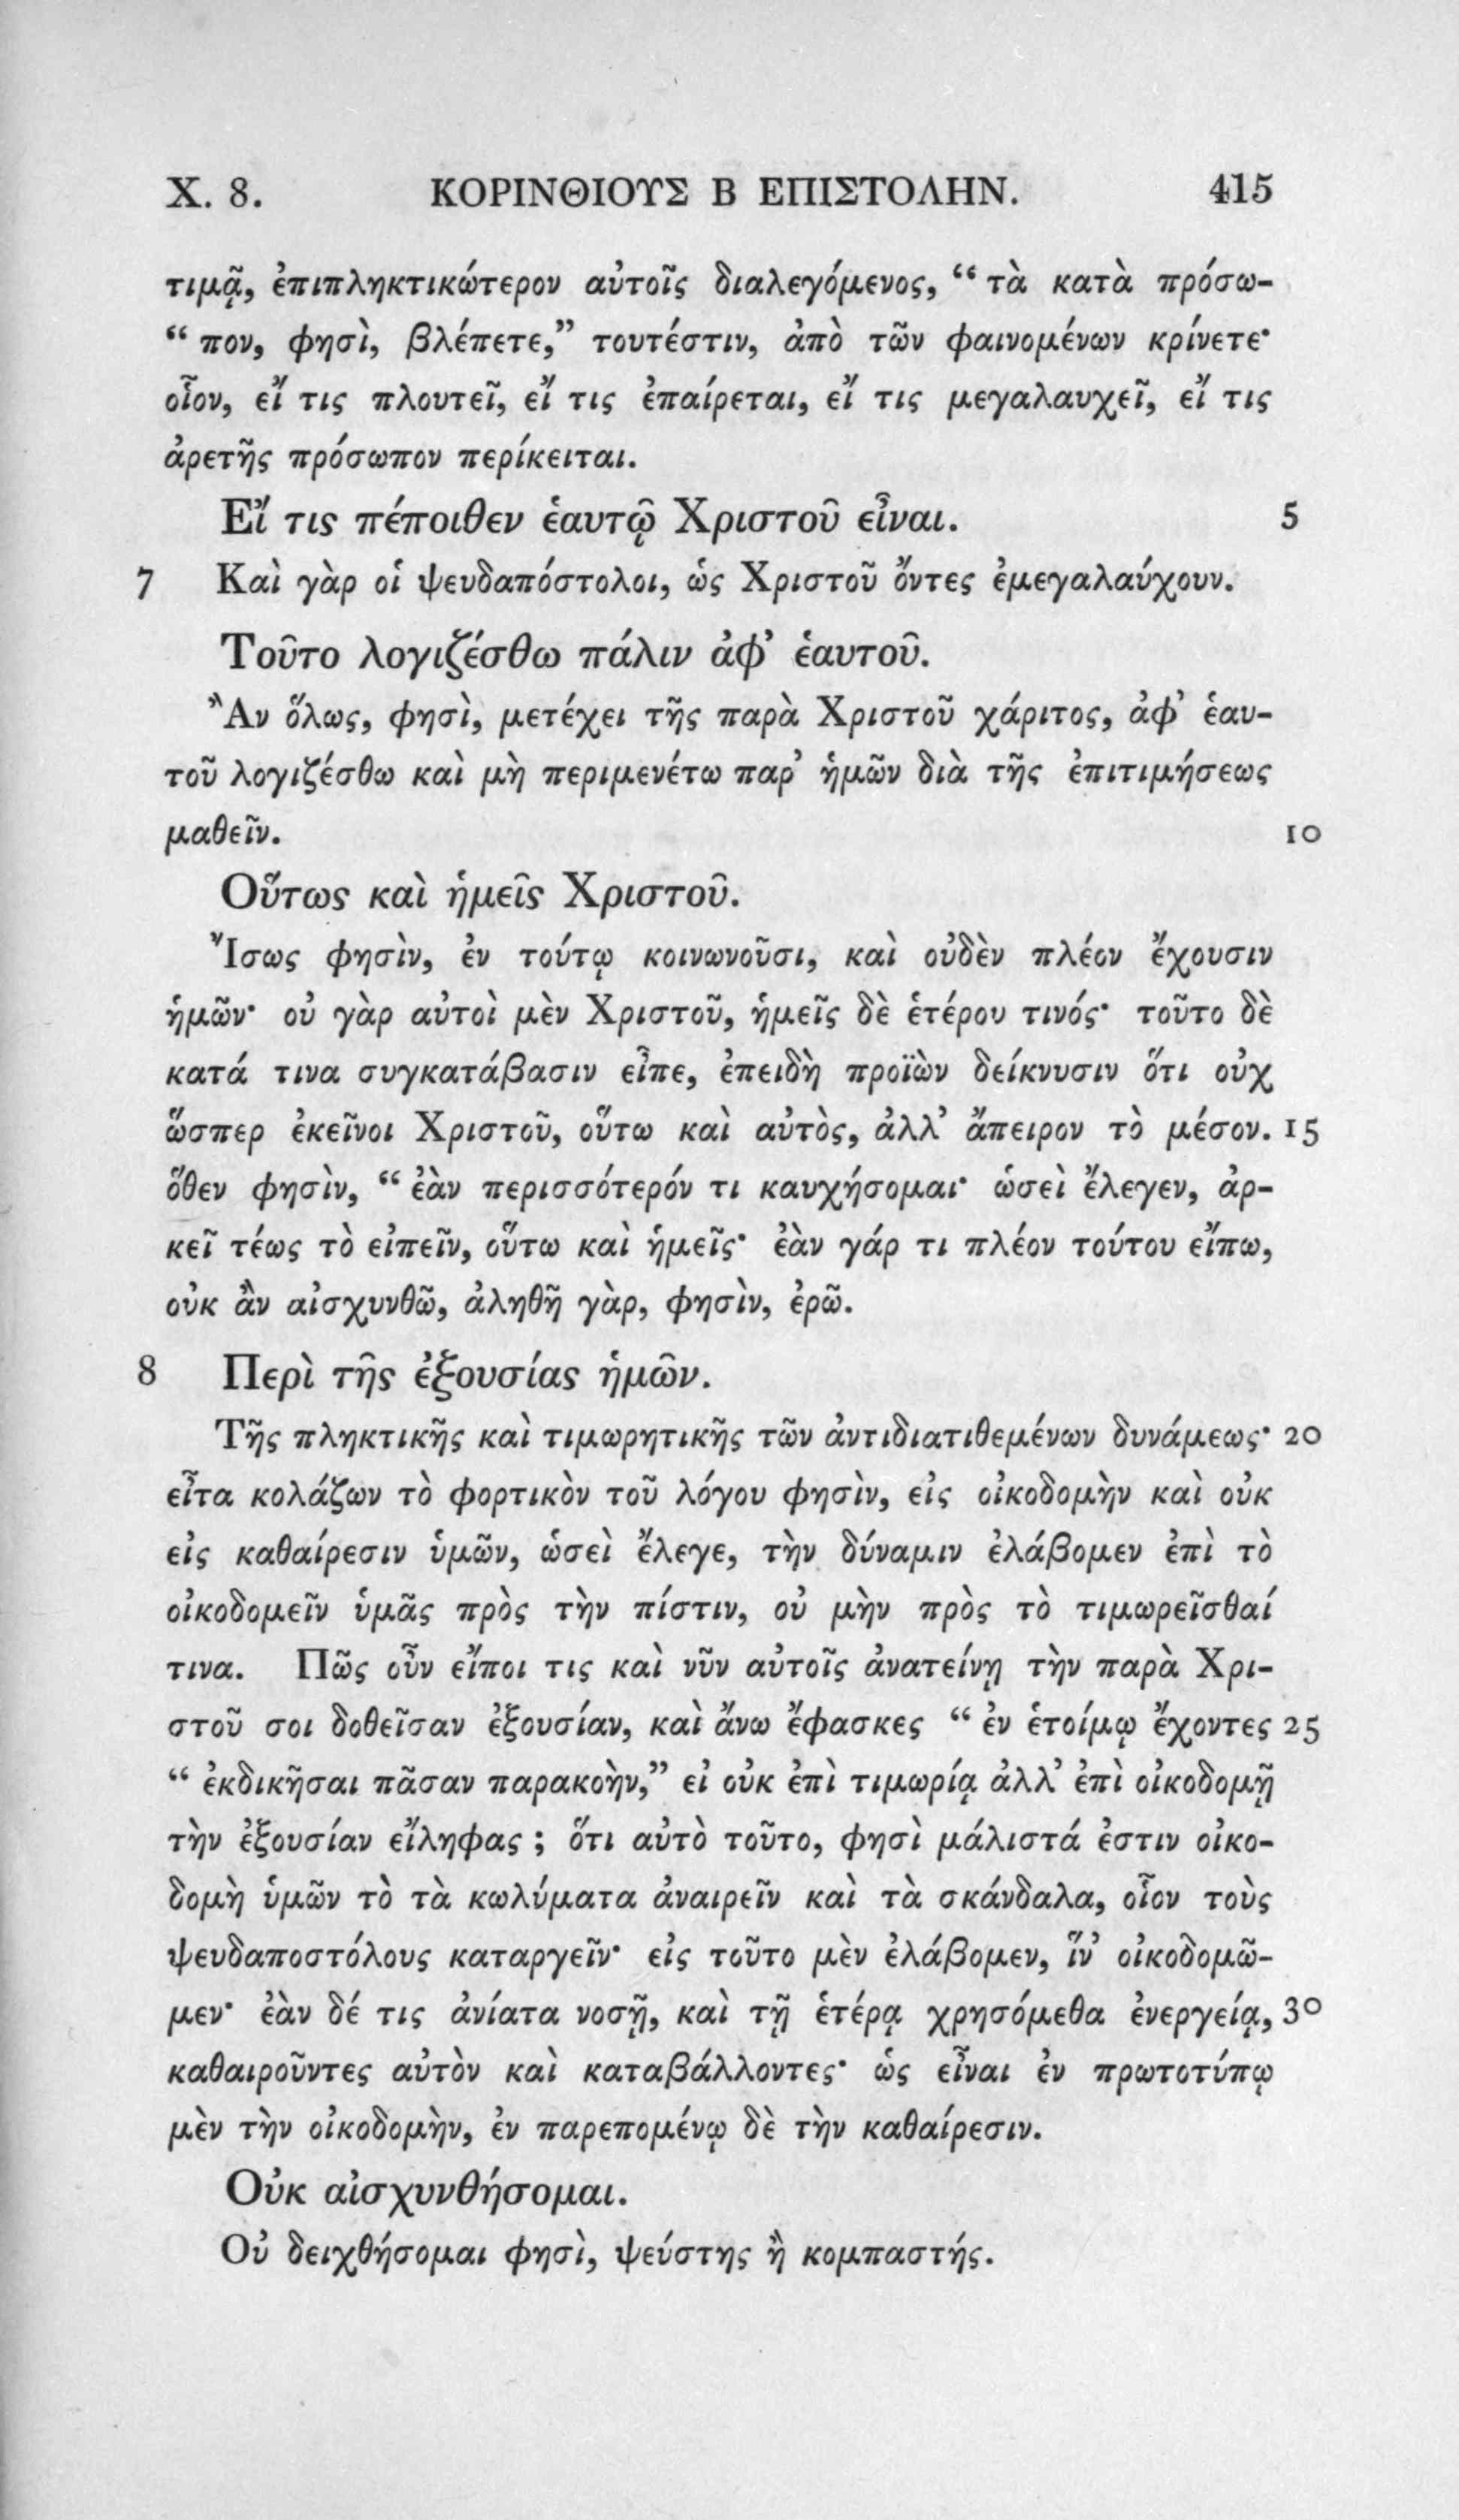 X. 8. ΚΟΡΙΝΘΙΟΥΣ Β ΕΠΙΣΤΟΛΗΝ. 415
τιμᾷ, ἐπιπληκτικώτερον αὐτοῖς διαλεγόμενος, “ τὰ κατὰ πρόσω-
“ πον, φησὶ, βλέπετε,” τουτέστιν, ἀπὸ τῶν φαινομένων κρίνετε·
οἷον, εἴ τις πλουτεῖ, εἴ τις ἐπαίρεται, εἴ τις μεγαλαυχεῖ, εἴ τις
ἀρετῆς πρόσωπον περίκειται.
Εἴ τις πέποιθεν ἑαυτῷ Χριστοῦ εἶναι. 5
7 Καὶ γὰρ οἱ ψευδαπόστολοι, ὡς Χριστοῦ ὄντες ἐμεγαλαύχουν.
Τοῦτο λογιζέσθω πάλιν ἀφ’ ἑαυτοῦ.
Ἂν ὅλως, φησὶ, μετέχει τῆς παρὰ Χριστοῦ χάριτος, ἀφ’ ἑαυ-
τοῦ λογιζέσθω καὶ μὴ περιμενέτω παρ’ ἡμῶν διὰ τῆς ἐπιτιμήσεως
μαθεῖν. 10
Οὕτως καὶ ἡμεῖς Χριστοῦ.
Ἴσως φησὶν, ἐν τούτῳ κοινωνοῦσι, καὶ οὐδὲν πλέον ἔχουσιν
ἡμῶν· οὐ γὰρ αὐτοὶ μὲν Χριστοῦ, ἡμεῖς δὲ ἑτέρου τινός· τοῦτο δὲ
κατά τινα συγκατάβασιν εἶπε, ἐπειδὴ προϊὼν δείκνυσιν ὅτι οὐχ
ὥσπερ ἐκεῖνοι Χριστοῦ, οὕτω καὶ αὐτὸς, ἀλλ’ ἄπειρον τὸ μέσον. 15
ὅθεν φησὶν, “ ἐὰν περισσότερόν τι καυχήσομαι· ὡσεὶ ἔλεγεν, ἀρ-
κεῖ τέως τὸ εἰπεῖν, οὕτω καὶ ἡμεῖς· ἐὰν γάρ τι πλέον τούτου εἴπω,
οὐκ ἂν αἰσχυνθῶ, ἀληθῆ γὰρ, φησὶν, ἐρῶ.
8 Περὶ τῆς ἐξουσίας ἡμῶν.
Τῆς πληκτικῆς καὶ τιμωρητικῆς τῶν ἀντιδιατιθεμένων δυνάμεως· 20
εἶτα κολάζων τὸ φορτικὸν τοῦ λόγου φησὶν, εἰς οἰκοδομὴν καὶ οὐκ
εἰς καθαίρεσιν ὑμῶν, ὡσεὶ ἔλεγε, τὴν δύναμιν ἐλάβομεν ἐπὶ τὸ
οἰκοδομεῖν ὑμᾶς πρὸς τὴν πίστιν, οὐ μὴν πρὸς τὸ τιμωρεῖσθαί
τινα. Πῶς οὖν εἴποι τις καὶ νῦν αὐτοῖς ἀνατείνῃ τὴν παρὰ Χρι-
στοῦ σοι δοθεῖσαν ἐξουσίαν, καὶ ἄνω ἔφασκες “ ἐν ἑτοίμῳ ἔχοντες 25
“ ἐκδικῆσαι πᾶσαν παρακοὴν,” εἰ οὐκ ἐπὶ τιμωρίᾳ ἀλλ’ ἐπὶ οἰκοδομῇ
τὴν ἐξουσίαν εἴληφας ; ὅτι αὐτὸ τοῦτο, φησὶ μάλιστά ἐστιν οἰκο-
δομὴ ὑμῶν τὸ τὰ κωλύματα ἀναιρεῖν καὶ τὰ σκάνδαλα, οἷον τοὺς
ψευδαποστόλους καταργεῖν· εἰς τοῦτο μὲν ἐλάβομεν, ἵν’ οἰκοδομῶ-
μεν· ἐὰν δέ τις ἀνίατα νοσῇ, καὶ τῇ ἑτέρᾳ χρησόμεθα ἐνεργείᾳ, 30
καθαιροῦντες αὐτὸν καὶ καταβάλλοντες· ὡς εἶναι ἐν πρωτοτύπῳ
μὲν τὴν οἰκοδομὴν, ἐν παρεπομένῳ δὲ τὴν καθαίρεσιν.
Οὐκ αἰσχυνθήσομαι.
Οὐ δειχθήσομαι φησὶ, ψεύστης ἢ κομπαστής.